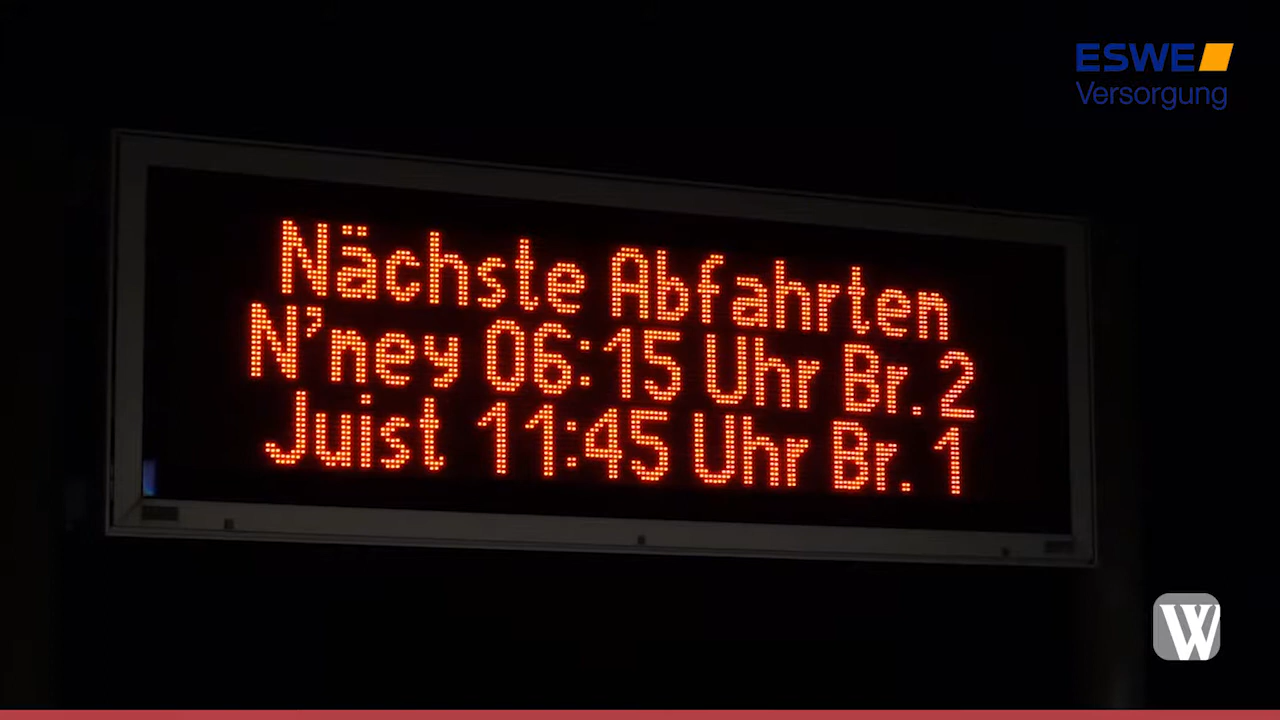 ESWE
Versorgung
Nächste Abfahrten
N'ney 06:15 Uhr Br. 2
Juist 11:45 Uhr Br. 1
W